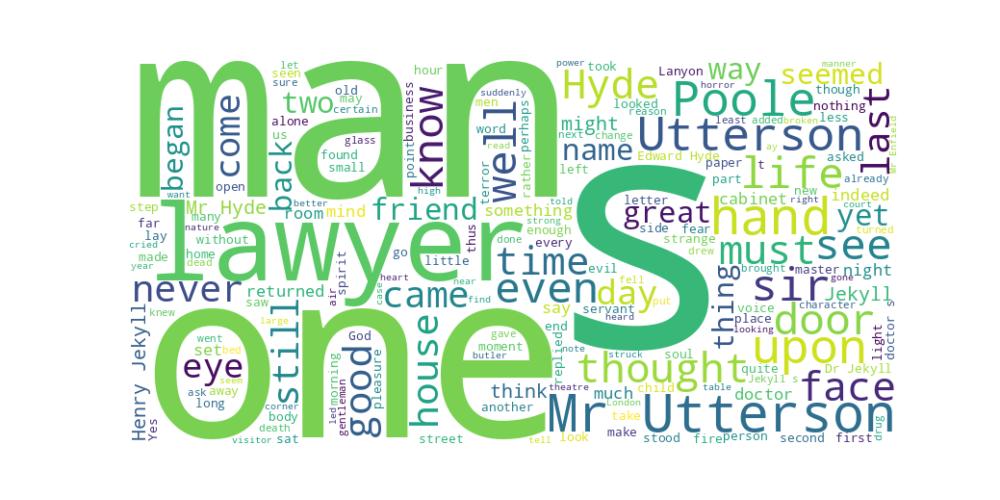 man
s
one
lawyer
Mr Utterson
Utterson
Hyde
Poole
hand
upon
face
door
life
sir
must
see
thought
even
day
time
came
never
know
well
last
good
house
still
eye
come
began
back
two
friend
name
great
yet
way
seemed
might
Mr Hyde
room
mind
returned
something
thing
Jekyll
Henry Jekyll
Edward Hyde
Dr Jekyll
Jekyll s
Mr Enfield
Lanyon
cabinet
indeed
night
master
let
seen
sure
old
may
certain
alone
us
glass
found
small
open
want
hour
business
point
men
suddenly
word
read
perhaps
rather
terror
high
power
took
horror
manner
looked
reason
though
nothing
less
least
added
broken
next
change
left
ay
asked
already
paper
t
part
new
right
court
turned
letter
side
fear
strange
drew
step
better
many
nature
far
lay
without
cried
made
home
dead
year
saw
knew
spirit
air
heart
case
go
little
near
find
thus
done
every
enough
strong
told
evil
say
fell
put
servant
heard
end
brought
gone
voice
character
place
looking
light
doctor s
large
went
set
bed
seem
ask
away
long
corner
body
death
visitor
sat
Yes
led
morning
gentleman
God
pleasure
gave
moment
butler
think
another
street
replied
note
struck
soul
theatre
much
child
London
take
tell
look
make
stood
fire
person
table
quite
doctor
second
first
drug